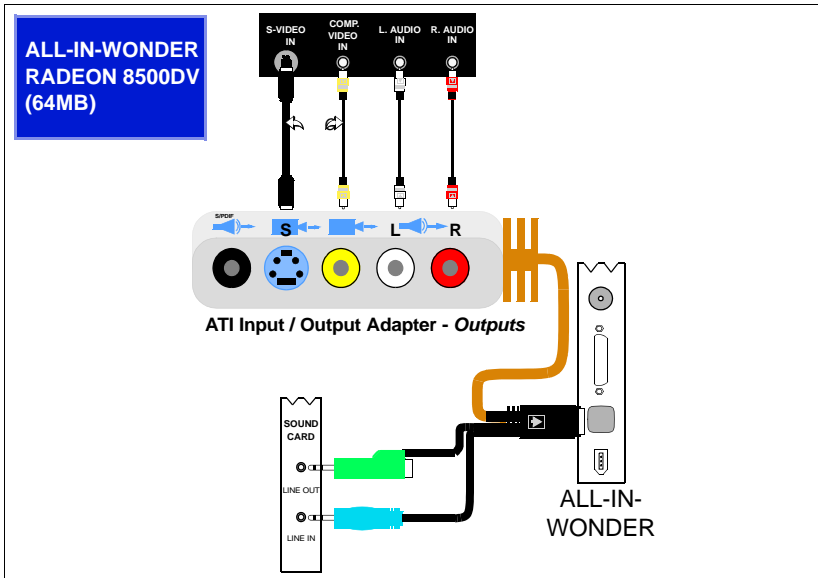 ALL-IN-WONDER
RADEON 8500DV
(64MB)
S-VIDEO
IN
COMP.
VIDEO
IN
L. AUDIO
IN
R. AUDIO
IN
S/PDIF
S
L
R
ATI Input / Output Adapter - Outputs
SOUND
CARD
LINE OUT
LINE IN
ALL-IN-
WONDER